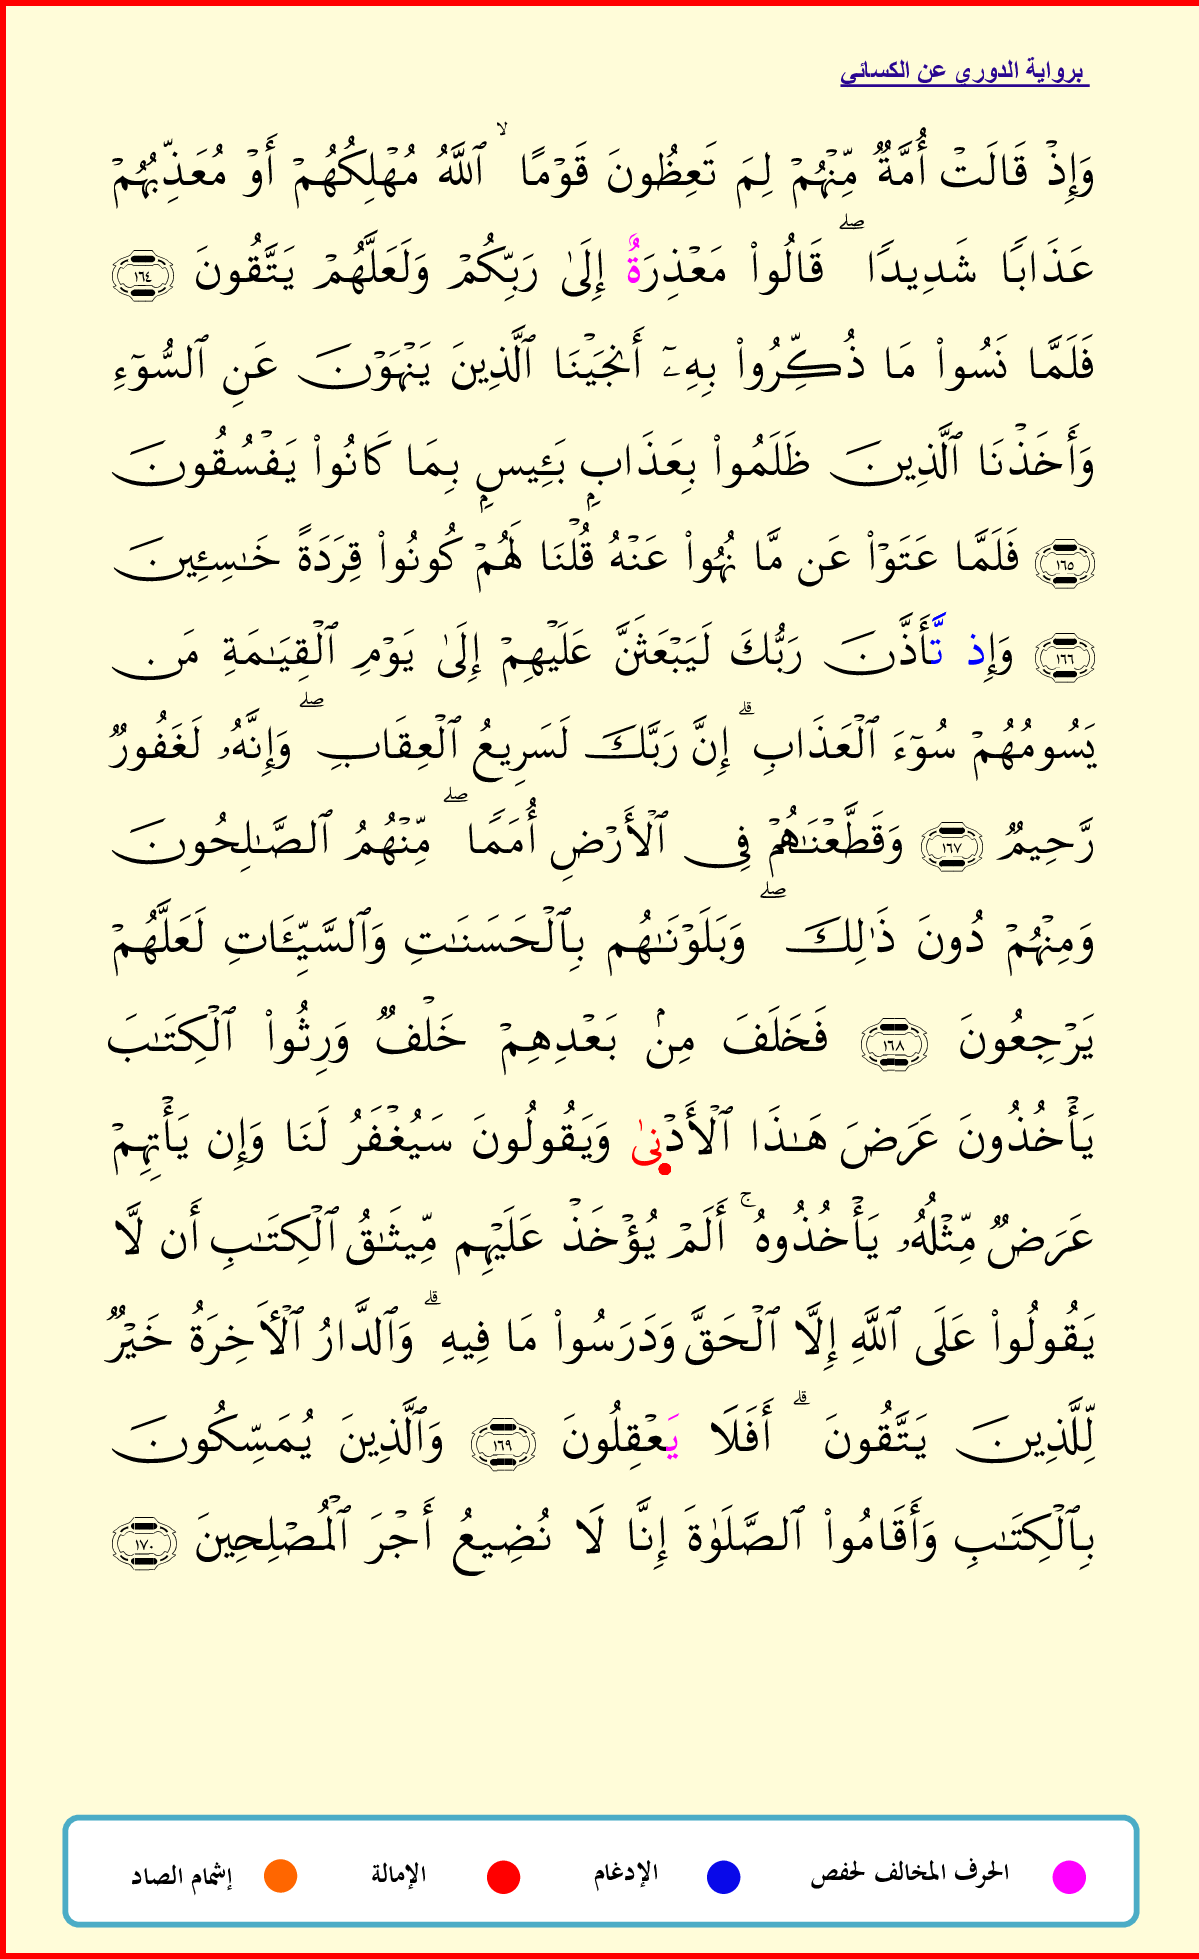 برواية الدوري عن الكسائي
وَإِذْ قَالَتْ أُمَّةٌ مِّنْهُمْ لِمَ تَعِظُونَ قَوْمًا ۙ ٱللَّهُ مُهْلِكُهُمْ أَوْ مُعَذِّبُهُمْ
عَذَابًا شَدِيدًا ۖ قَالُوا۟ مَعْذِرَةٌ إِلَىٰ رَبِّكُمْ وَلَعَلَّهُمْ يَتَّقُونَ ١٦٤
فَلَمَّا نَسُوا۟ مَا ذُكِّرُوا۟ بِهِۦٓ أَنجَيْنَا ٱلَّذِينَ يَنْهَوْنَ عَنِ ٱلسُّوٓءِ
وَأَخَذْنَا ٱلَّذِينَ ظَلَمُوا۟ بِعَذَابٍۭ بَـِٔيسٍۭ بِمَا كَانُوا۟ يَفْسُقُونَ
١٦٥ فَلَمَّا عَتَوْا۟ عَن مَّا نُهُوا۟ عَنْهُ قُلْنَا لَهُمْ كُونُوا۟ قِرَدَةً خَـٰسِـِٔينَ
١٦٦ وَإِذ تَّأَذَّنَ رَبُّكَ لَيَبْعَثَنَّ عَلَيْهِمْ إِلَىٰ يَوْمِ ٱلْقِيَـٰمَةِ مَن
يَسُومُهُمْ سُوٓءَ ٱلْعَذَابِ ۗ إِنَّ رَبَّكَ لَسَرِيعُ ٱلْعِقَابِ ۖ وَإِنَّهُۥ لَغَفُورٌ
رَّحِيمٌ ١٦٧ وَقَطَّعْنَـٰهُمْ فِى ٱلْأَرْضِ أُمَمًا ۖ مِّنْهُمُ ٱلصَّـٰلِحُونَ
وَمِنْهُمْ دُونَ ذَٰلِكَ ۖ وَبَلَوْنَـٰهُم بِٱلْحَسَنَـٰتِ وَٱلسَّيِّـَٔاتِ لَعَلَّهُمْ
يَرْجِعُونَ ١٦٨ فَخَلَفَ مِنۢ بَعْدِهِمْ خَلْفٌ وَرِثُوا۟ ٱلْكِتَـٰبَ
يَأْخُذُونَ عَرَضَ هَـٰذَا ٱلْأَدْنىٰ وَيَقُولُونَ سَيُغْفَرُ لَنَا وَإِن يَأْتِهِمْ
عَرَضٌ مِّثْلُهُۥ يَأْخُذُوهُ ۚ أَلَمْ يُؤْخَذْ عَلَيْهِم مِّيثَـٰقُ ٱلْكِتَـٰبِ أَن لَّا
يَقُولُوا۟ عَلَى ٱللَّهِ إِلَّا ٱلْحَقَّ وَدَرَسُوا۟ مَا فِيهِ ۗ وَٱلدَّارُ ٱلْـَٔاخِرَةُ خَيْرٌ
لِّلَّذِينَ يَتَّقُونَ ۗ أَفَلَا يَعْقِلُونَ ١٦٩ وَٱلَّذِينَ يُمَسِّكُونَ
بِٱلْكِتَـٰبِ وَأَقَامُوا۟ ٱلصَّلَوٰةَ إِنَّا لَا نُضِيعُ أَجْرَ ٱلْمُصْلِحِينَ ١٧٠
الحرف المخالف لحفص الإدغام الإمالة إشمام الصاد